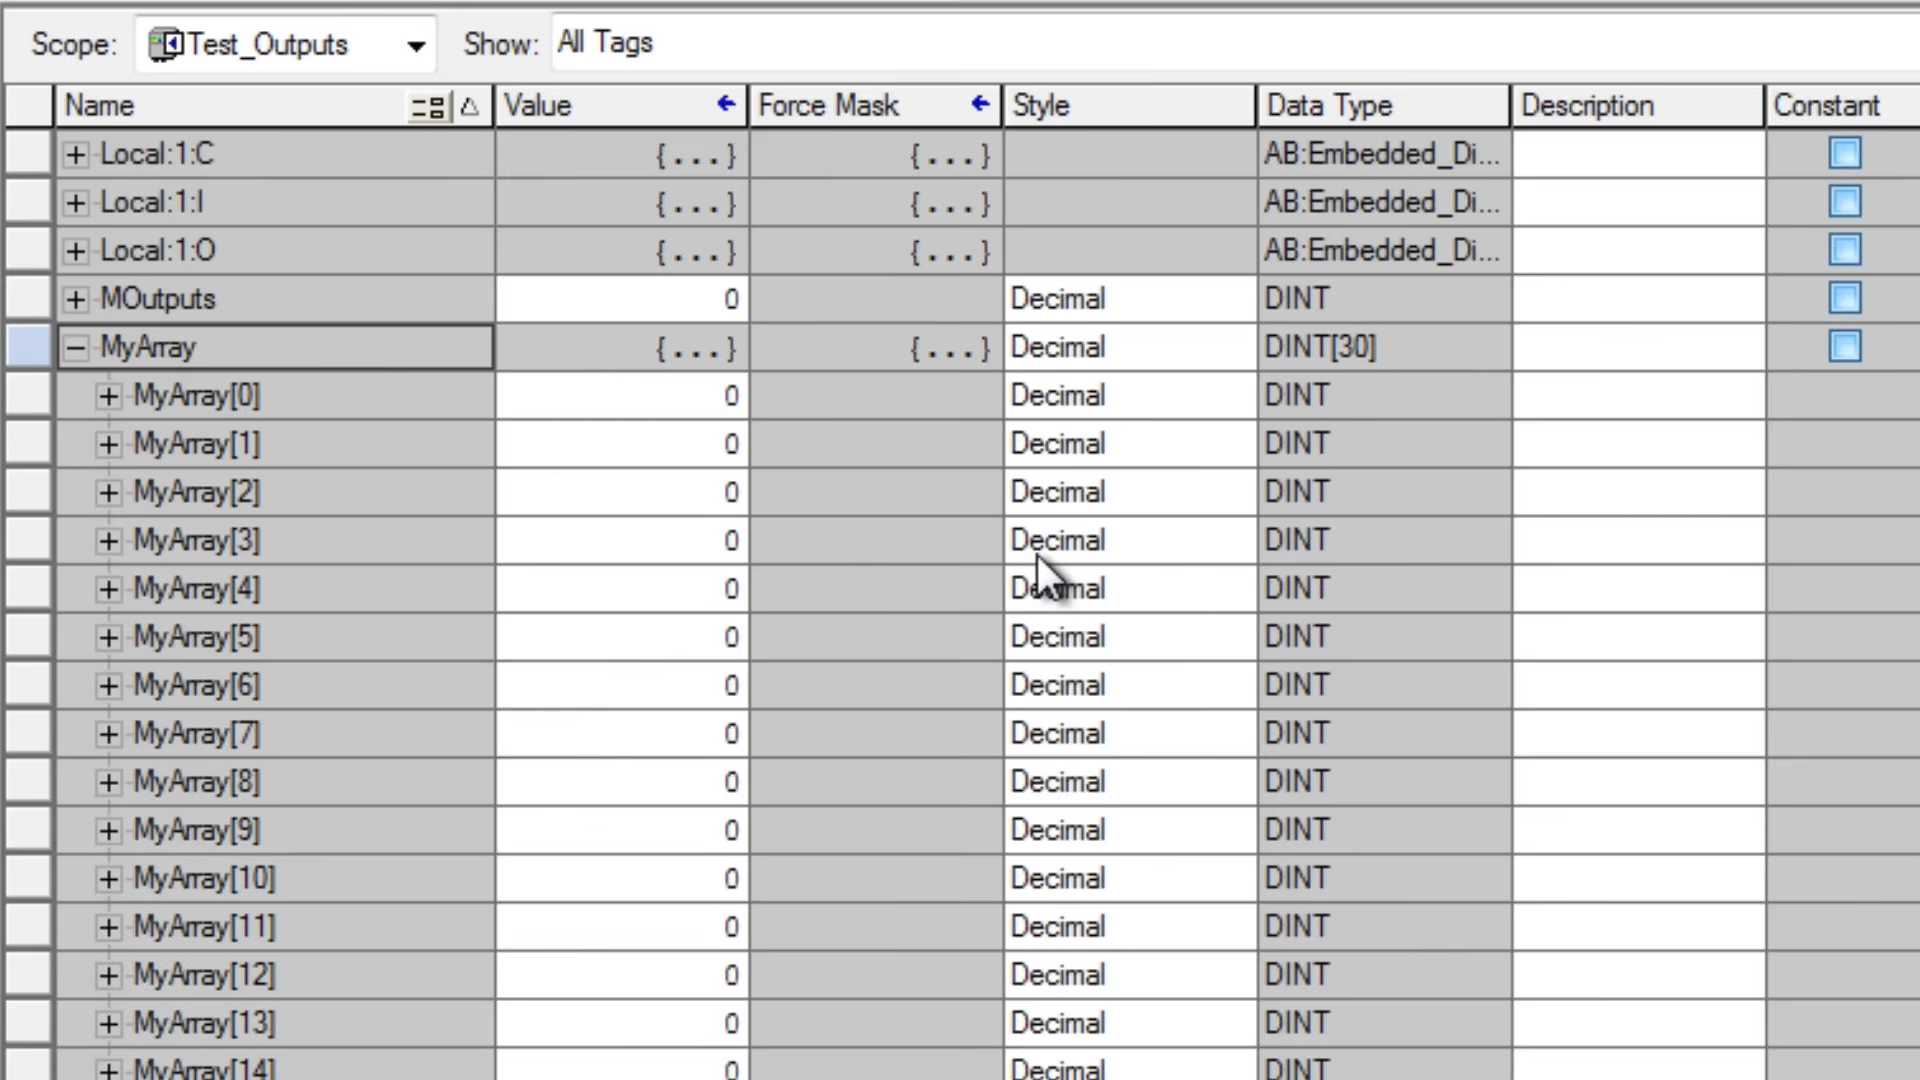 Scope: Test_Outputs Show: All Tags
Name Value Force Mask Style Data Type Description Constant
Local:1:C {...} {...} AB:Embedded_Di...
Local:1:I {...} {...} AB:Embedded_Di...
Local:1:O {...} {...} AB:Embedded_Di...
MOutputs 0 Decimal DINT
MyArray {...} {...} Decimal DINT[30]
MyArray[0] 0 Decimal DINT
MyArray[1] 0 Decimal DINT
MyArray[2] 0 Decimal DINT
MyArray[3] 0 Decimal DINT
MyArray[4] 0 Decimal DINT
MyArray[5] 0 Decimal DINT
MyArray[6] 0 Decimal DINT
MyArray[7] 0 Decimal DINT
MyArray[8] 0 Decimal DINT
MyArray[9] 0 Decimal DINT
MyArray[10] 0 Decimal DINT
MyArray[11] 0 Decimal DINT
MyArray[12] 0 Decimal DINT
MyArray[13] 0 Decimal DINT
MyArray[14] 0 Decimal DINT